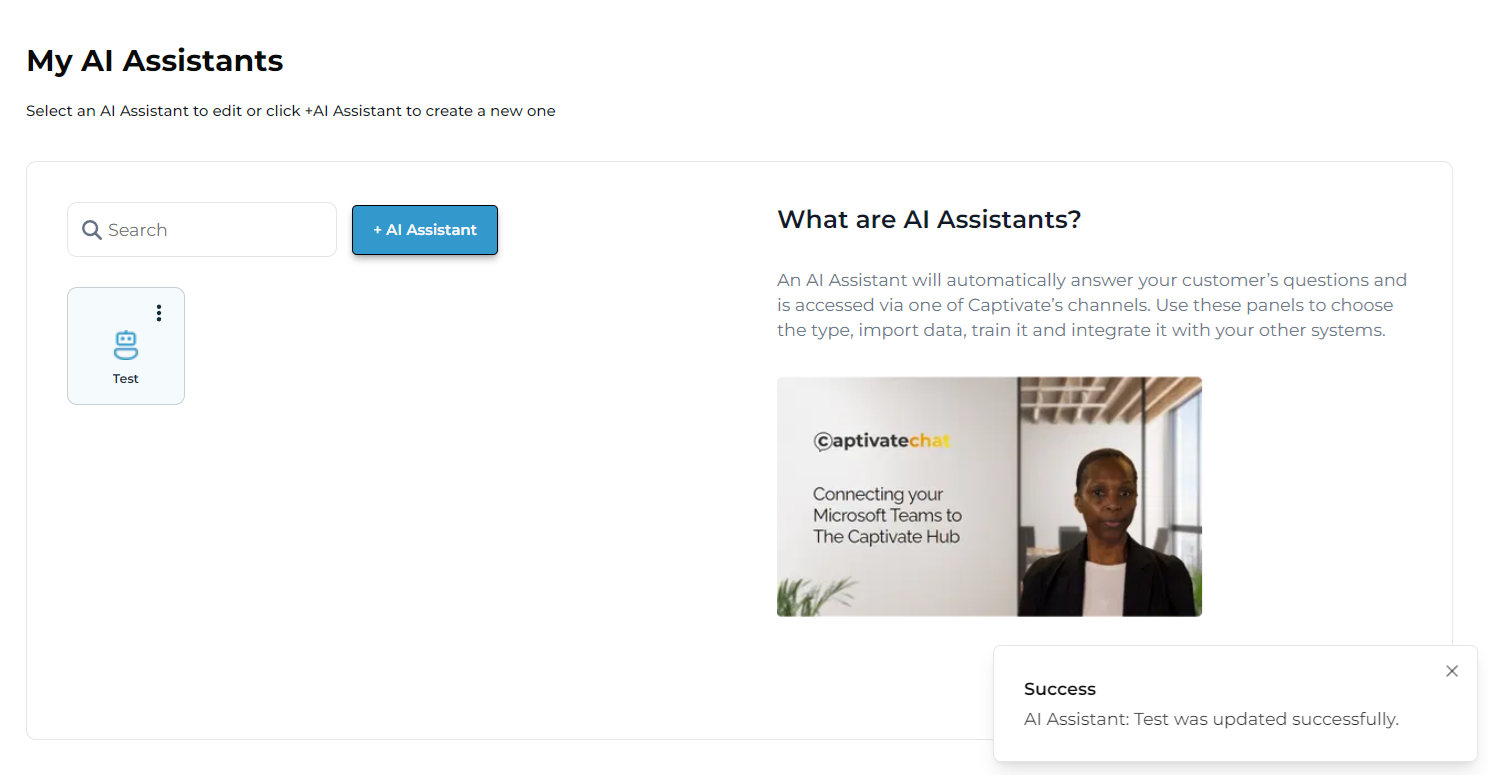 My AI Assistants
Select an AI Assistant to edit or click +AI Assistant to create a new one
Search
+ AI Assistant
Test
What are AI Assistants?
An AI Assistant will automatically answer your customer’s questions and
is accessed via one of Captivate’s channels. Use these panels to choose
the type, import data, train it and integrate it with your other systems.
captivatechat
Connecting your
Microsoft Teams to
The Captivate Hub
Success
AI Assistant: Test was updated successfully.